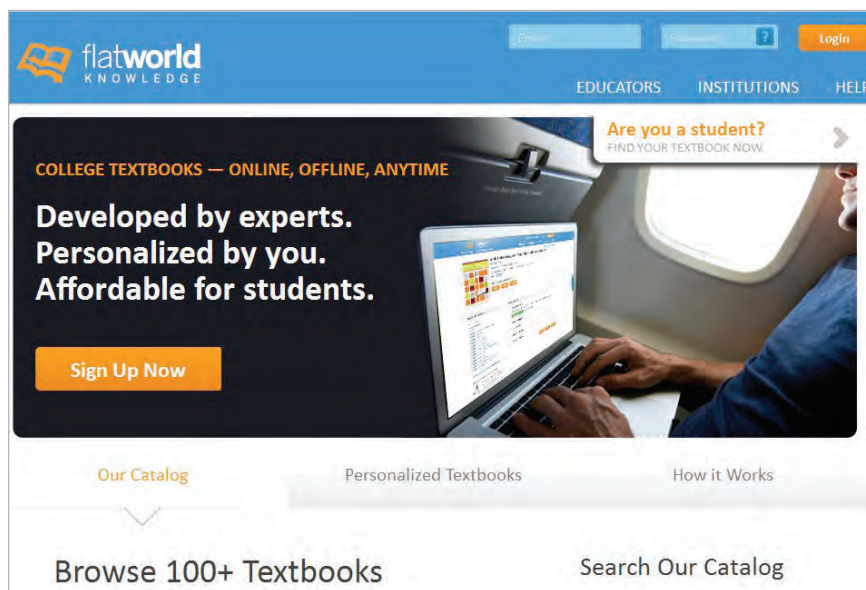 flatworld
KNOWLEDGE
Email
?
Login
EDUCATORS INSTITUTIONS HELP
Are you a student?
FIND YOUR TEXTBOOK NOW.
COLLEGE TEXTBOOKS — ONLINE, OFFLINE, ANYTIME
Developed by experts.
Personalized by you.
Affordable for students.
Sign Up Now
Our Catalog Personalized Textbooks How it Works
Browse 100+ Textbooks Search Our Catalog